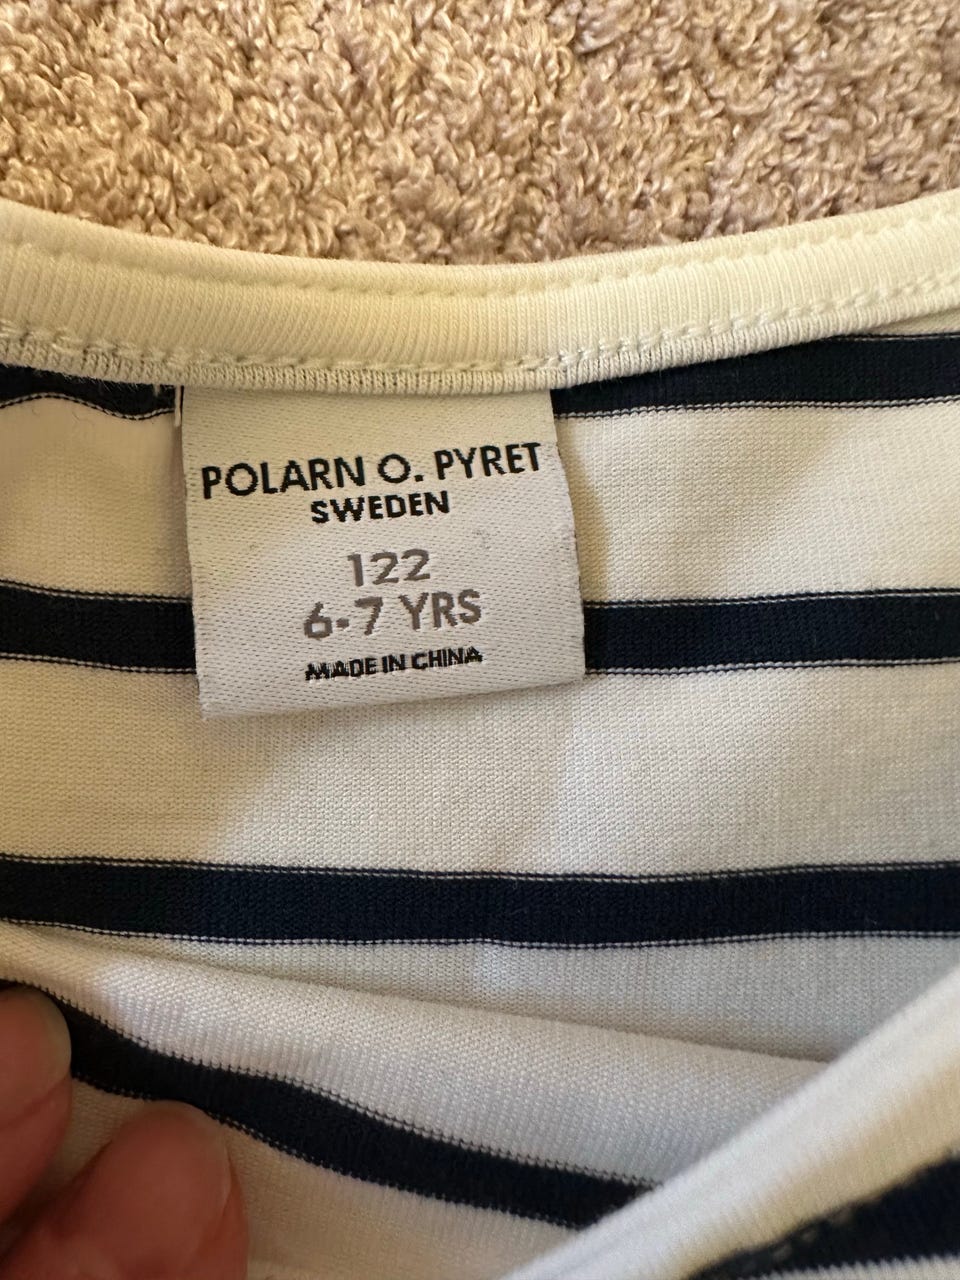 POLARN O. PYRET
SWEDEN
122
6-7 YRS
MADE IN CHINA